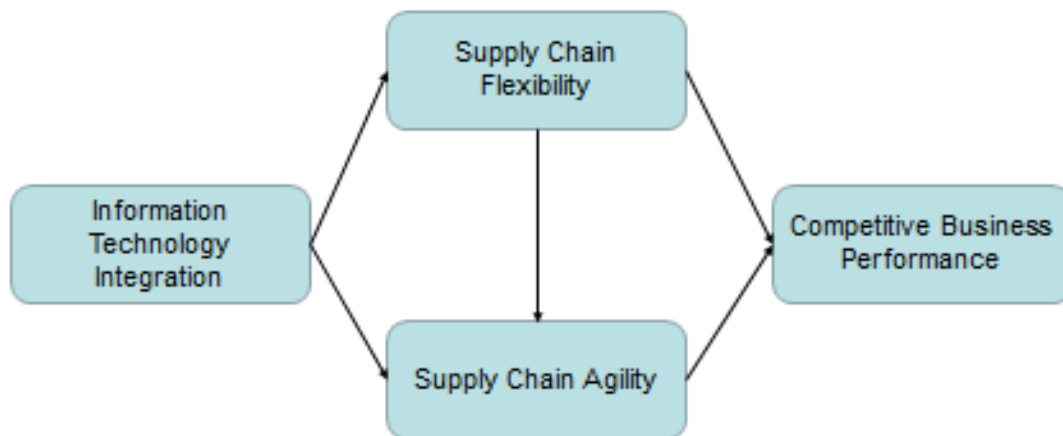 Supply Chain
Flexibility
Information
Technology
Integration
Competitive Business
Performance
Supply Chain Agility